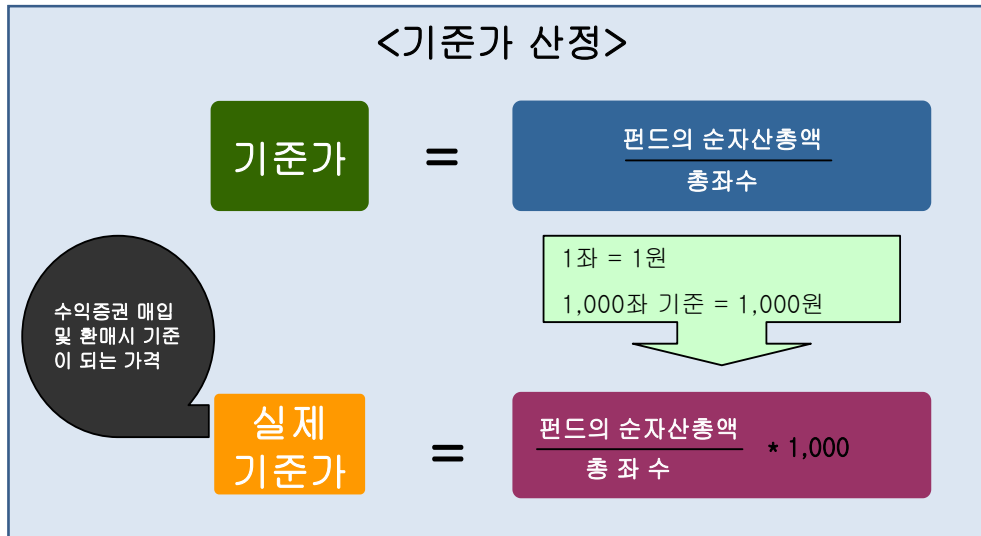 <기준가 산정>
기준가
=
펀드의 순자산총액
총좌수
1좌 = 1원
1,000좌 기준 = 1,000원
수익증권 매입
및 환매시 기준
이 되는 가격
실제
기준가
=
펀드의 순자산총액
총 좌 수
* 1,000